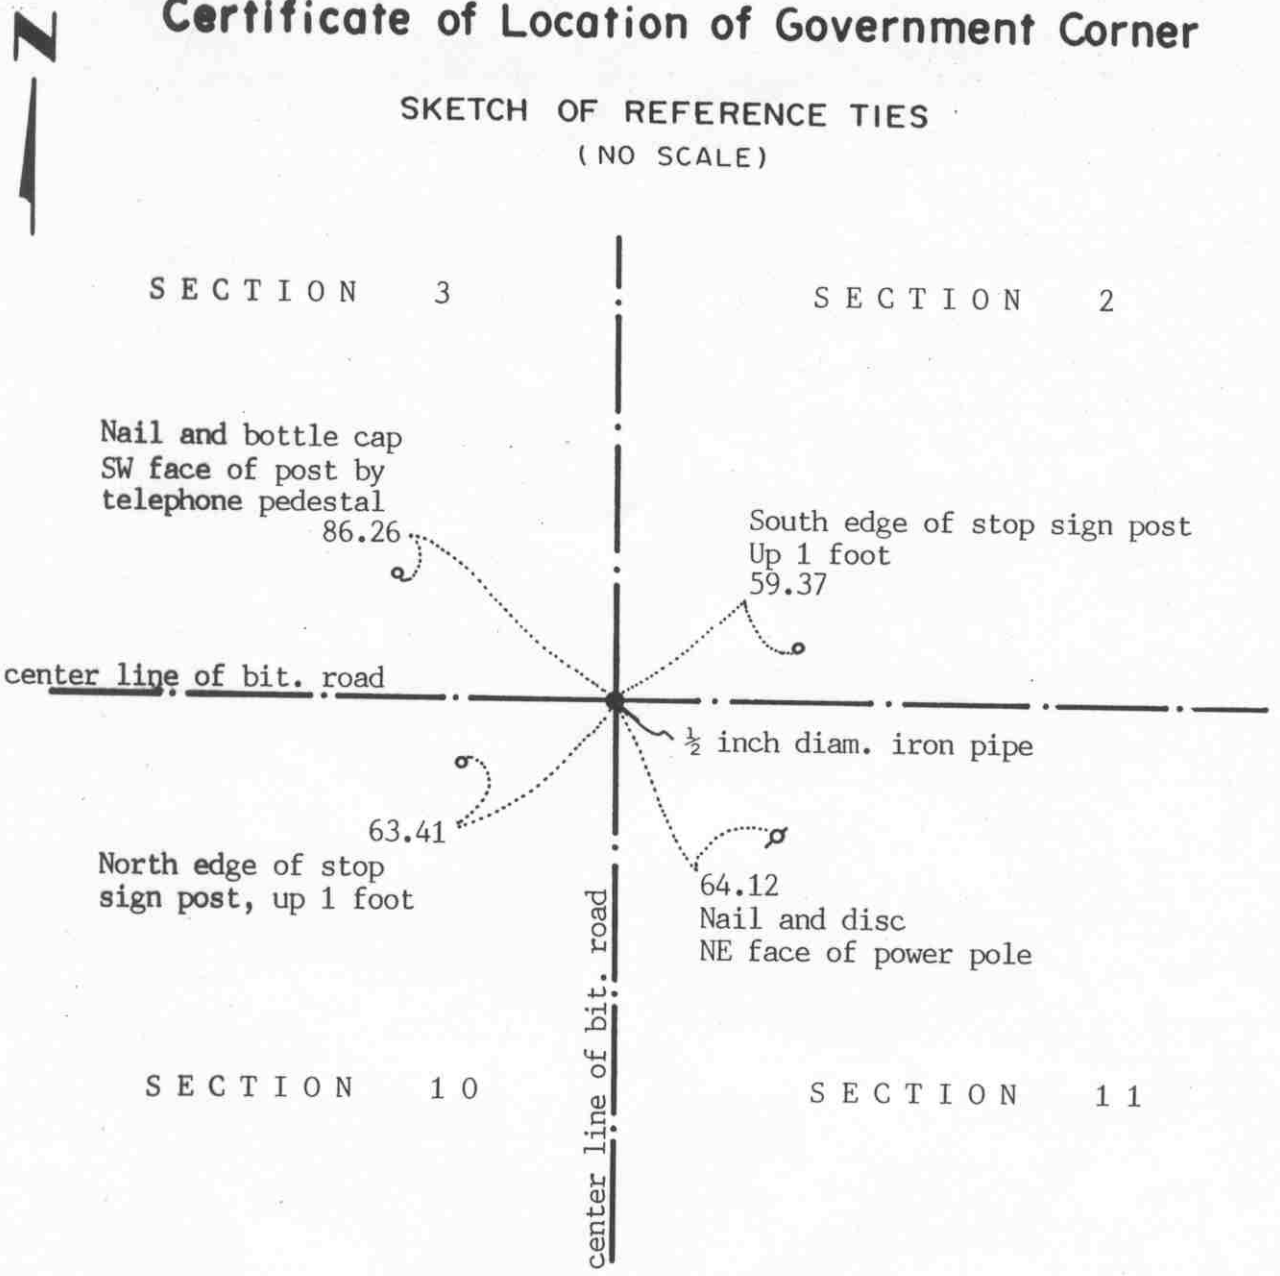 N
Certificate of Location of Government Corner
SKETCH OF REFERENCE TIES
(NO SCALE)
SECTION 3
SECTION 2
Nail and bottle cap
SW face of post by
telephone pedestal
86.26
South edge of stop sign post
Up 1 foot
59.37
center line of bit. road
½ inch diam. iron pipe
63.41
North edge of stop
sign post, up 1 foot
64.12
Nail and disc
NE face of power pole
center line of bit. road
SECTION 10
SECTION 11